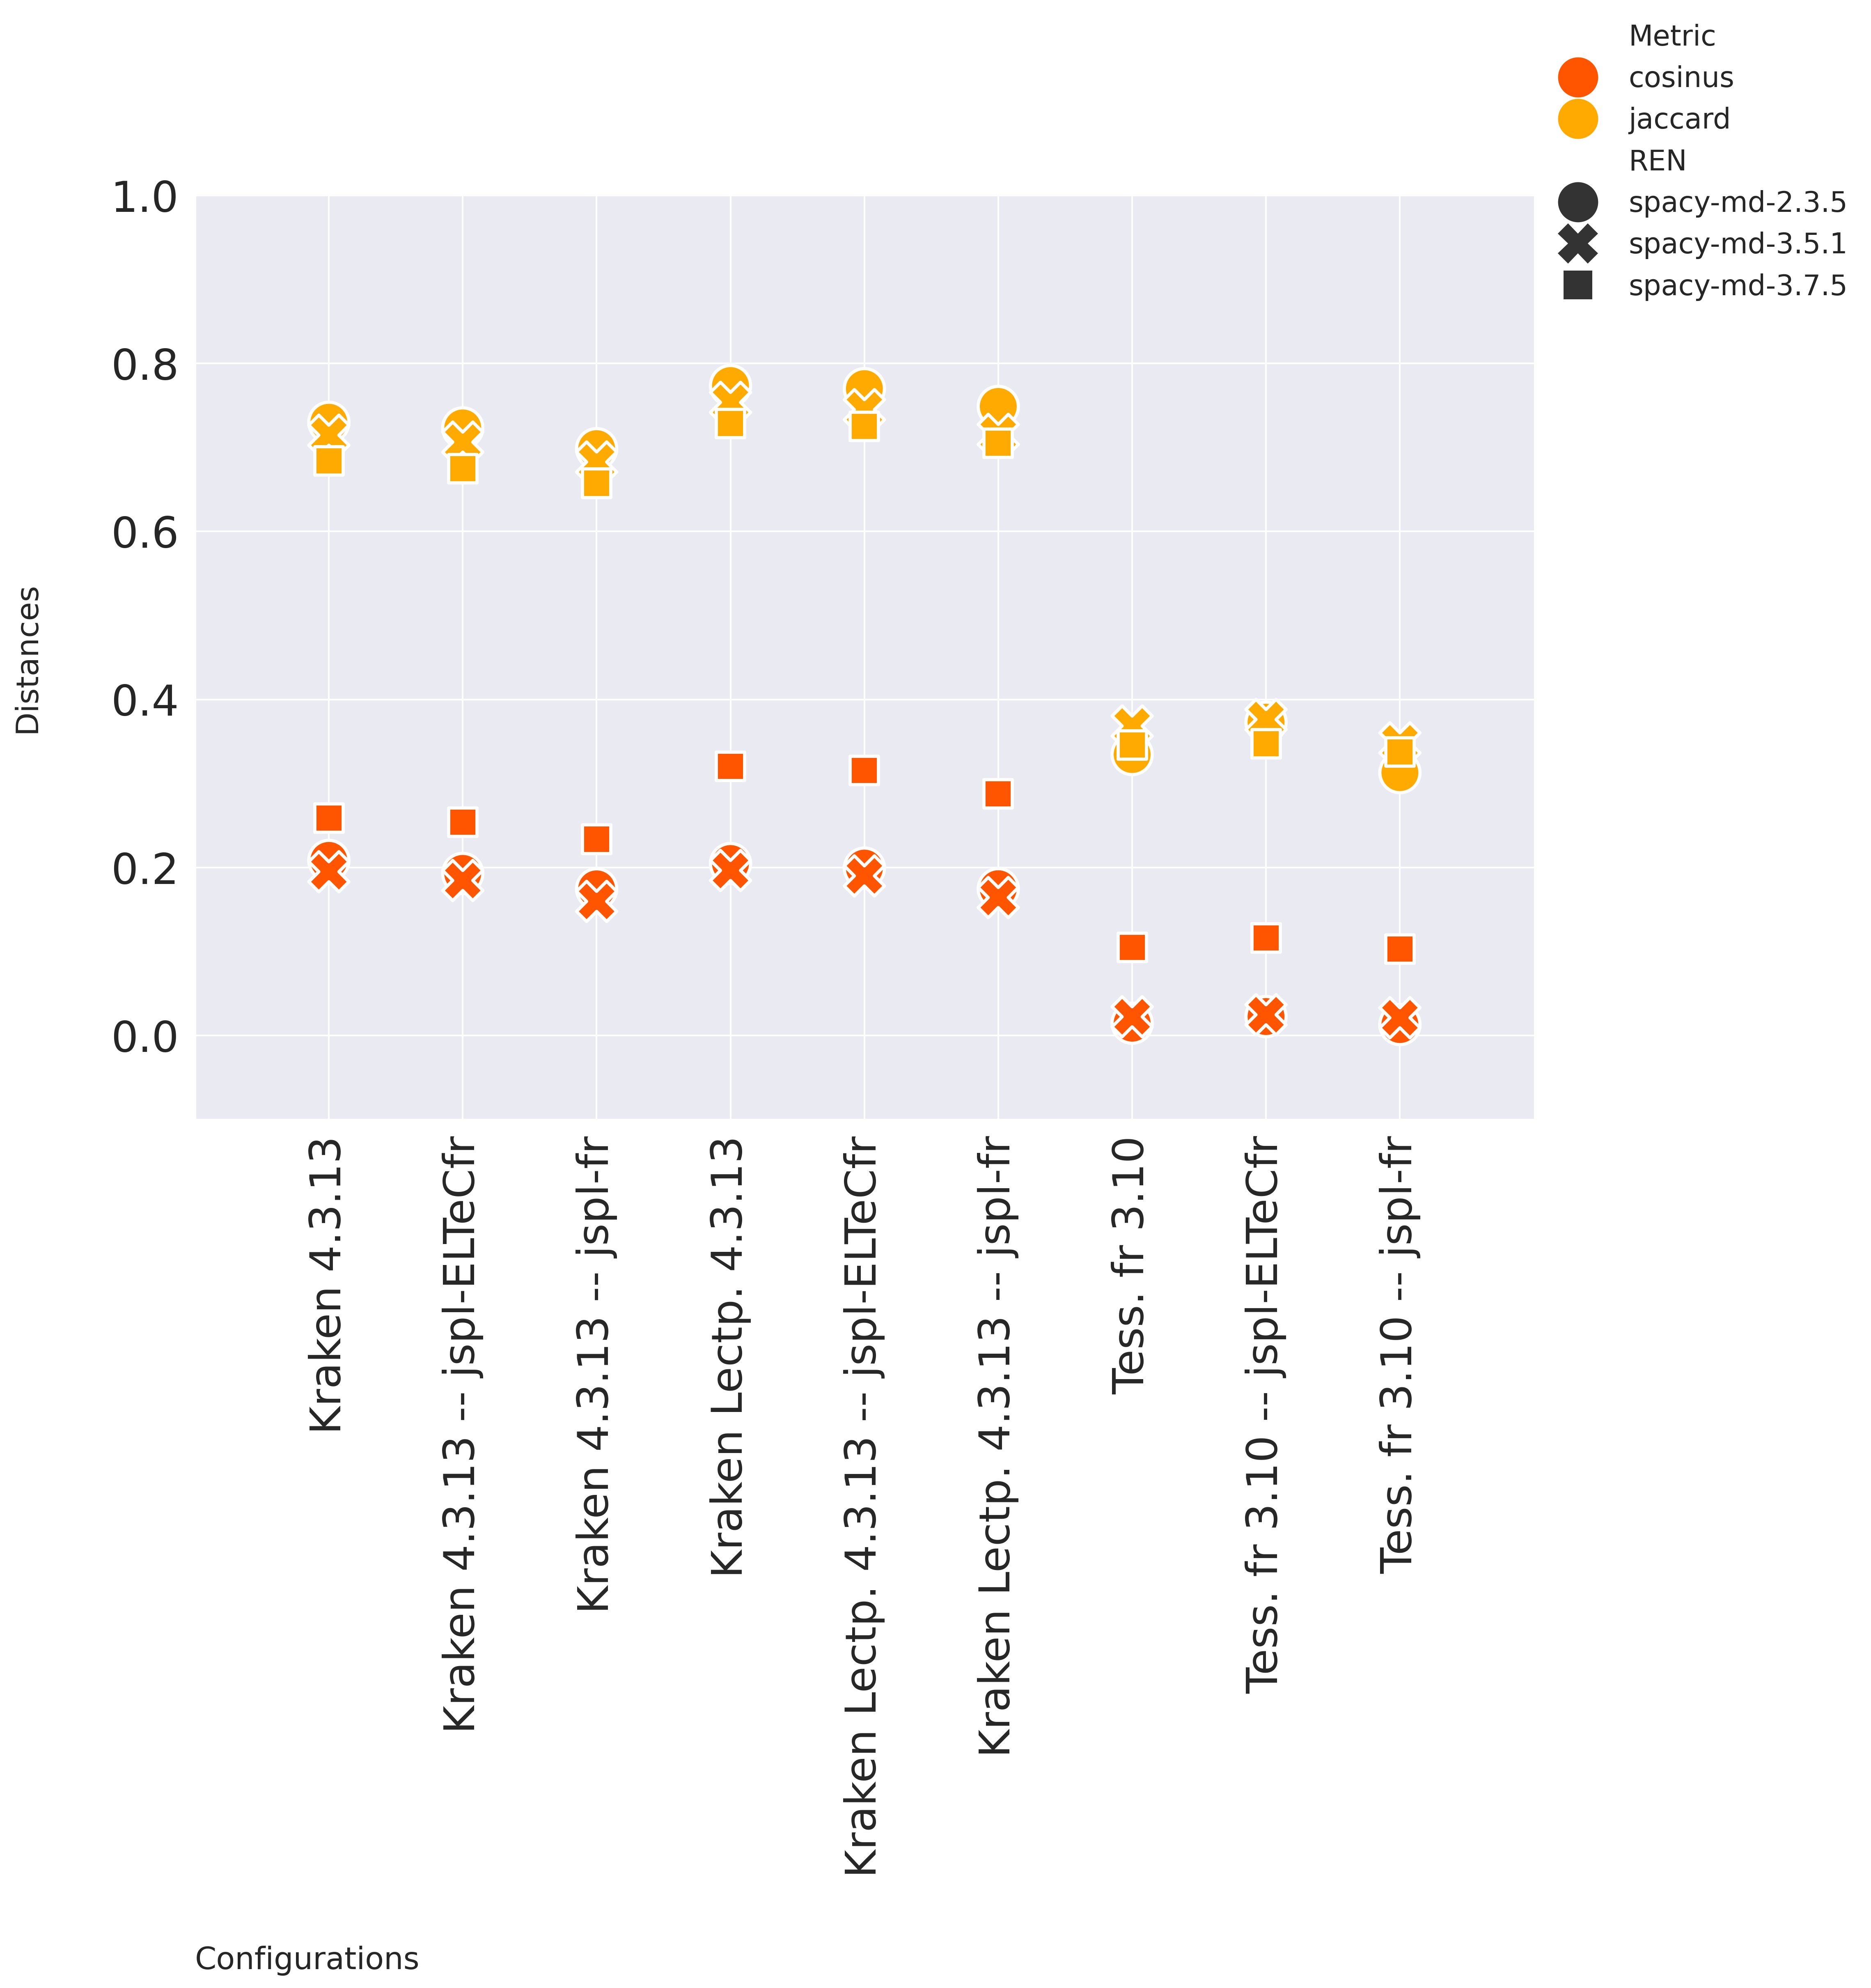 Metric
cosinus
jaccard
REN
spacy-md-2.3.5
spacy-md-3.5.1
spacy-md-3.7.5
1.0
0.8
0.6
0.4
0.2
0.0
Distances
Kraken 4.3.13
Kraken 4.3.13 -- jspl-ELTeCfr
Kraken 4.3.13 -- jspl-fr
Kraken Lectp. 4.3.13
Kraken Lectp. 4.3.13 -- jspl-ELTeCfr
Kraken Lectp. 4.3.13 -- jspl-fr
Tess. fr 3.10
Tess. fr 3.10 -- jspl-ELTeCfr
Tess. fr 3.10 -- jspl-fr
Configurations